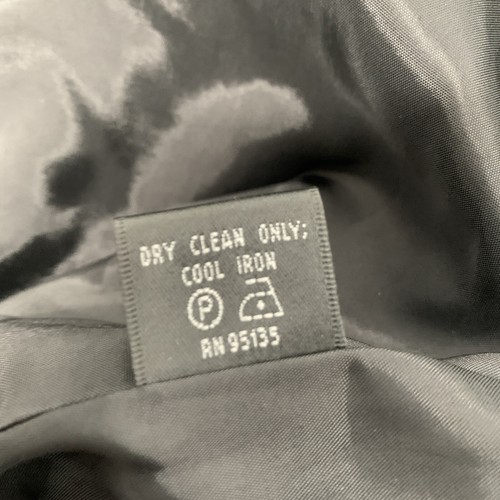 DRY CLEAN ONLY;
COOL IRON
P
RN 95135